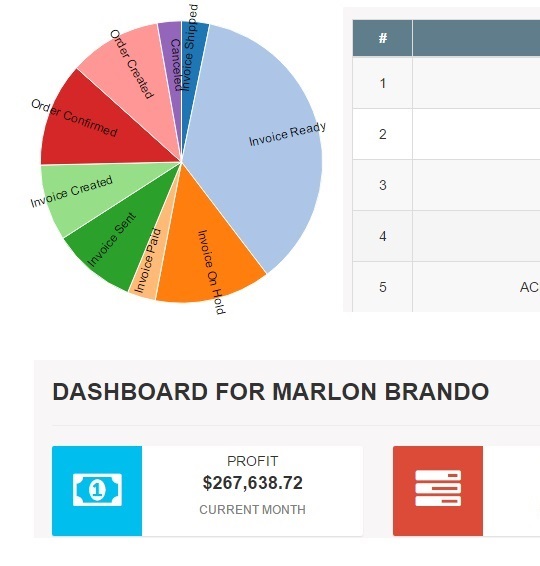 Invoice Shipped
Invoice Ready
Invoice On Hold
Invoice Paid
Invoice Sent
Invoice Created
Order Confirmed
Order Created
Canceled
#
1
2
3
4
5 AC
DASHBOARD FOR MARLON BRANDO
1
PROFIT
$267,638.72
CURRENT MONTH